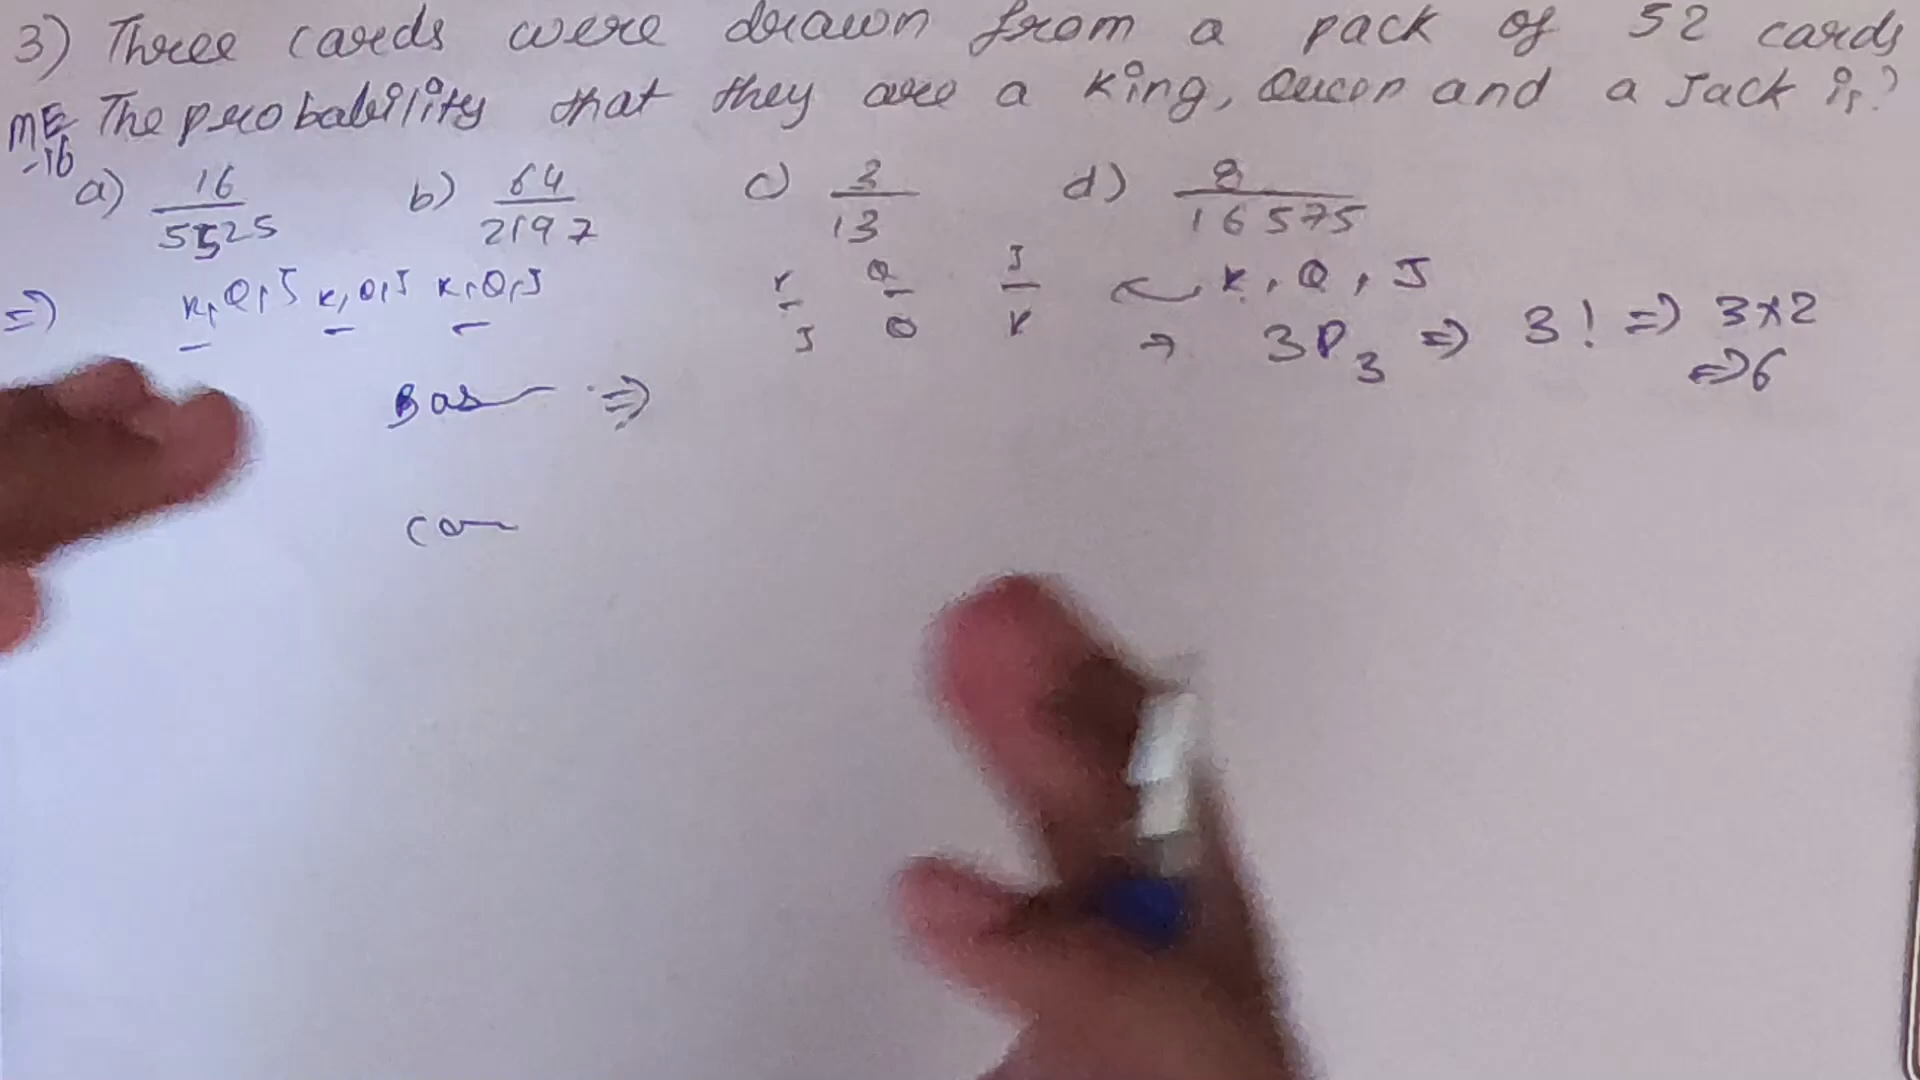 3) Three cards were drawn from a pack of 52 cards
ME-16 The probability that they are a King, Queen and a Jack is?
a) 16/5525 b) 64/2197 c) 3/13 d) 8/16575
=> K, Q, J K, Q, J K, Q, J
K Q J ← K, Q, J
J Q K → 3P3 => 3! => 3×2
=> 6
Bas =>